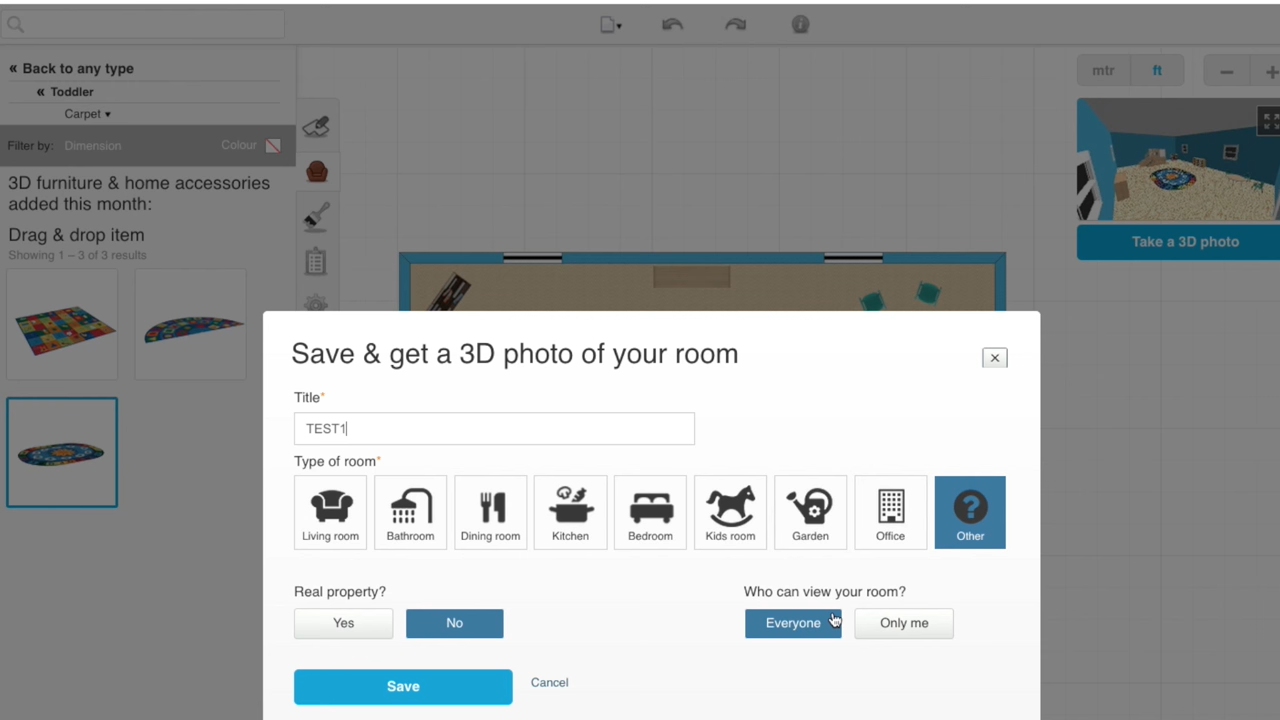 mtr
ft
« Back to any type
« Toddler
Carpet ▾
Filter by: Dimension Colour
3D furniture & home accessories
added this month:
Drag & drop item
Showing 1 – 3 of 3 results
Take a 3D photo
Save & get a 3D photo of your room
Title*
TEST1
Type of room*
Living room
Bathroom
Dining room
Kitchen
Bedroom
Kids room
Garden
Office
Other
Real property?
Who can view your room?
Yes
No
Everyone
Only me
Save
Cancel